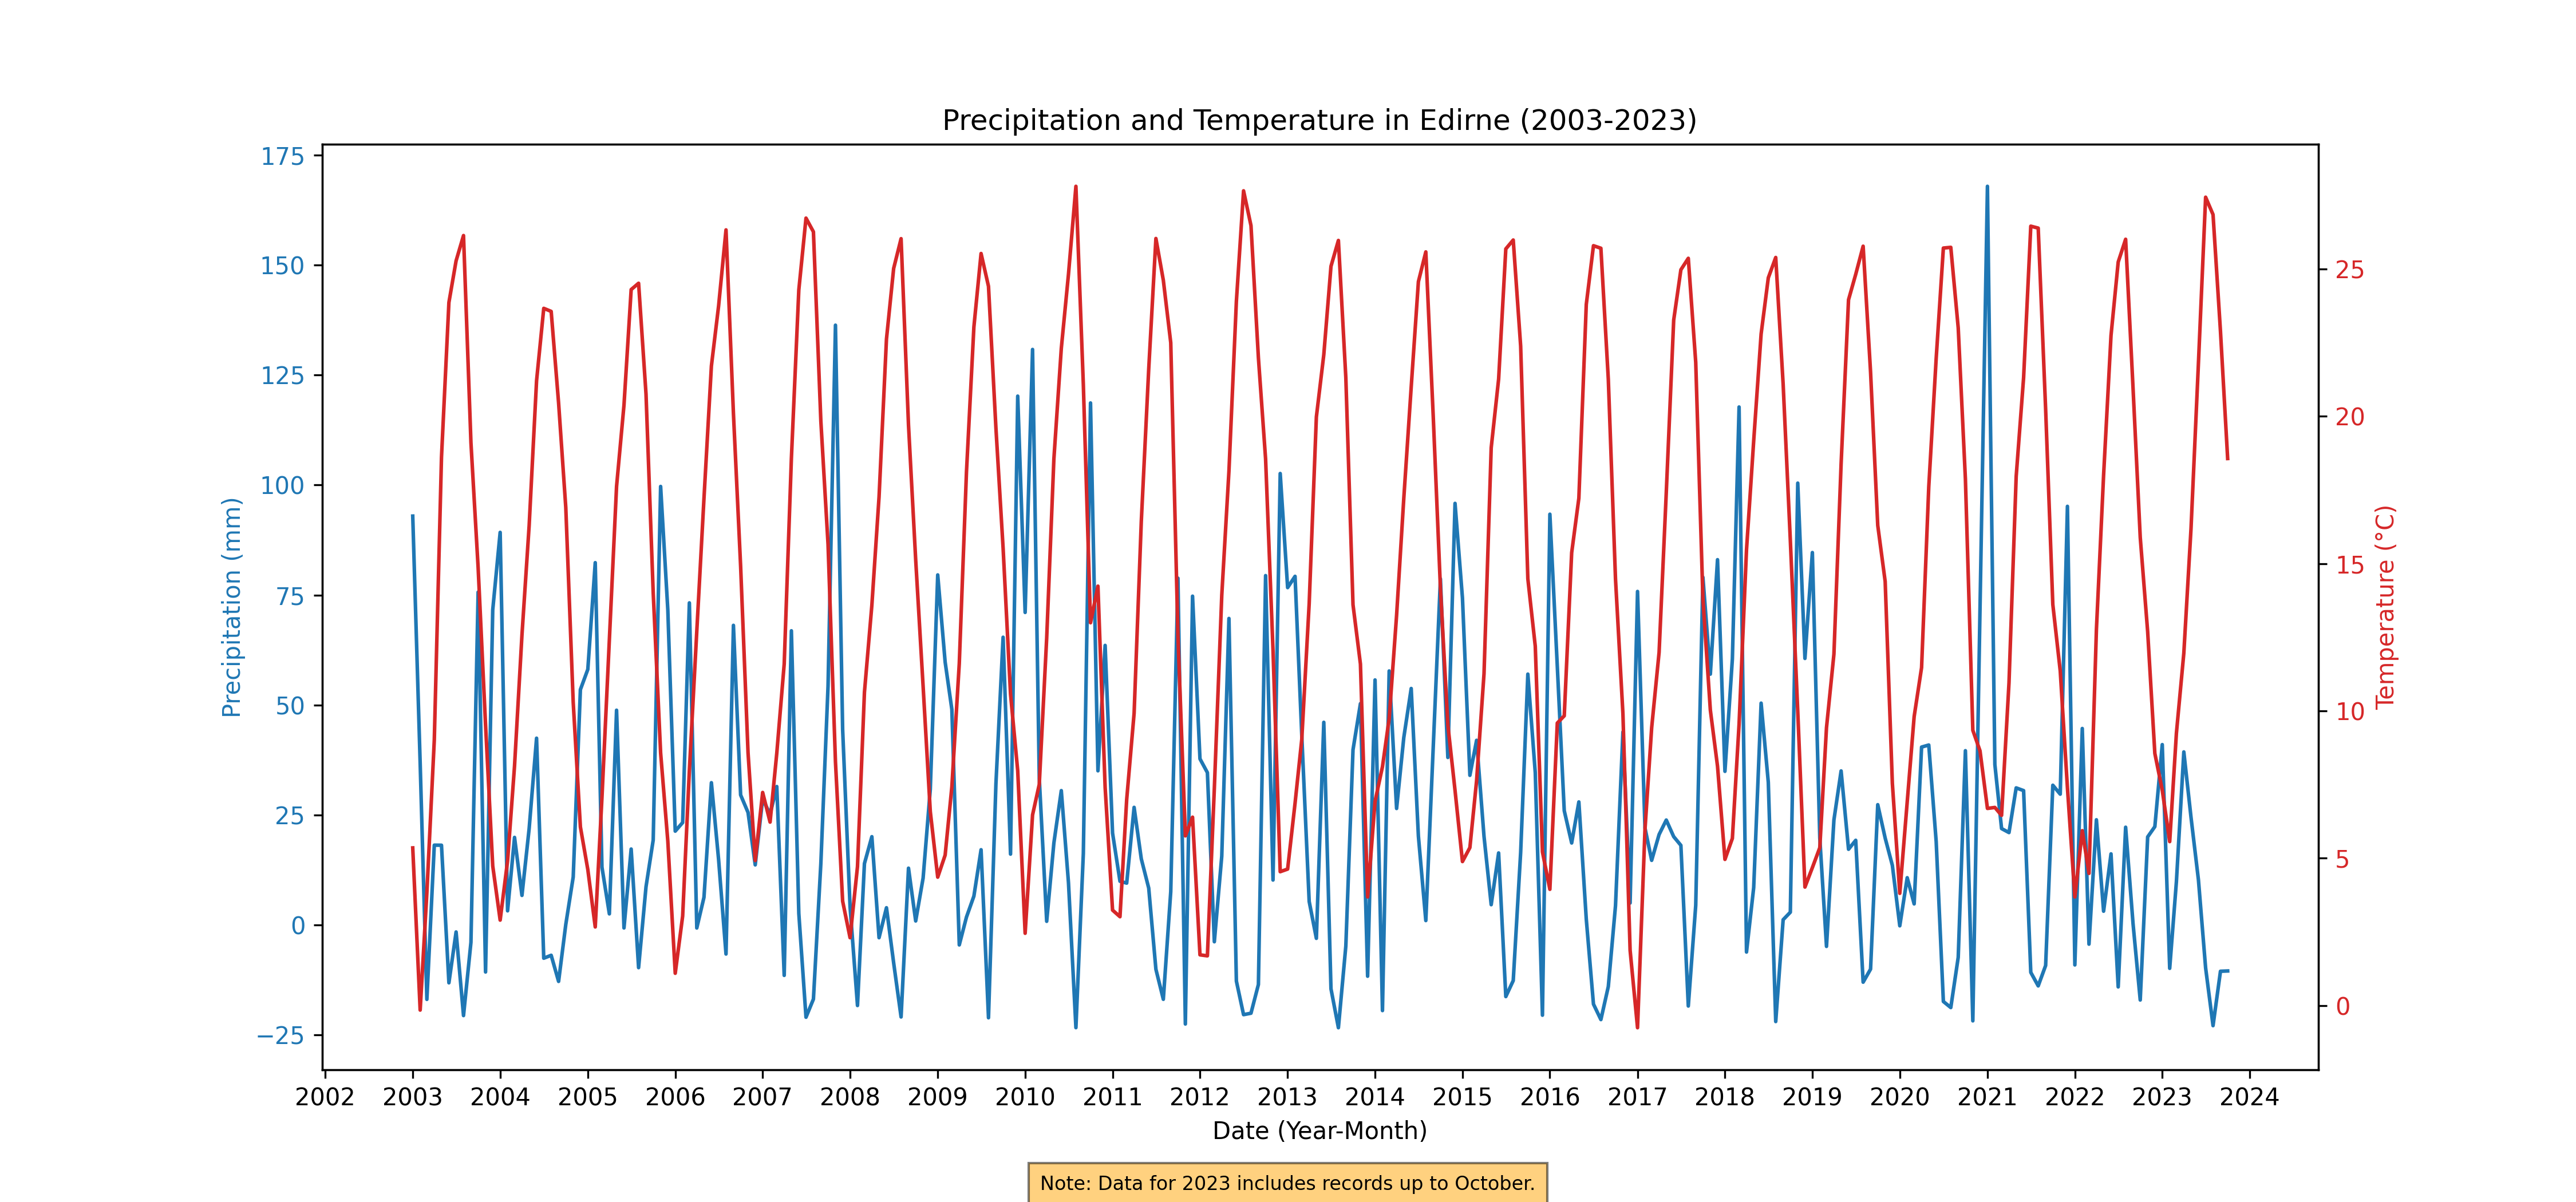 Precipitation and Temperature in Edirne (2003-2023)
175
150
125
100
75
50
25
0
−25
Precipitation (mm)
25
20
15
10
5
0
Temperature (°C)
2002 2003 2004 2005 2006 2007 2008 2009 2010 2011 2012 2013 2014 2015 2016 2017 2018 2019 2020 2021 2022 2023 2024
Date (Year-Month)
Note: Data for 2023 includes records up to October.